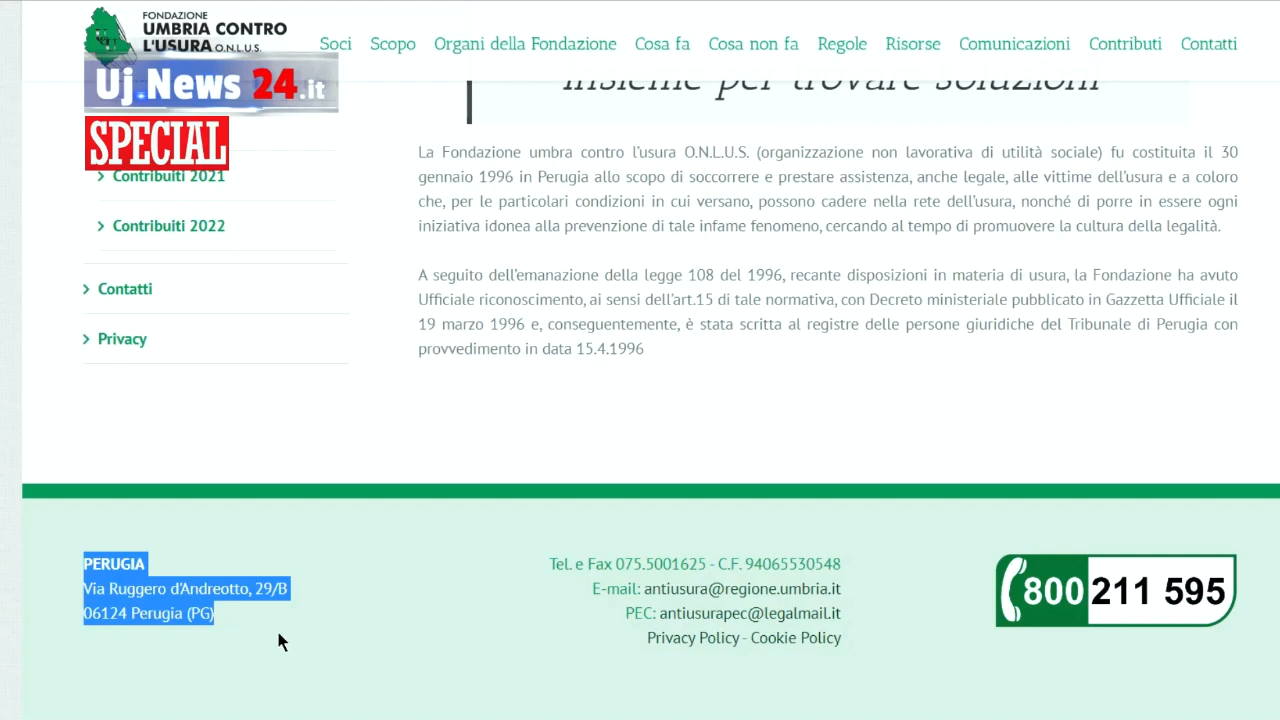 FONDAZIONE
UMBRIA CONTRO
L'USURA O.N.L.U.S.
Soci Scopo Organi della Fondazione Cosa fa Cosa non fa Regole Risorse Comunicazioni Contributi Contatti
Uj.News 24.it
SPECIAL
Contribuiti 2021
Contribuiti 2022
Contatti
Privacy
insieme per trovare soluzioni
La Fondazione umbra contro l'usura O.N.L.U.S. (organizzazione non lavorativa di utilità sociale) fu costituita il 30
gennaio 1996 in Perugia allo scopo di soccorrere e prestare assistenza, anche legale, alle vittime dell'usura e a coloro
che, per le particolari condizioni in cui versano, possono cadere nella rete dell'usura, nonché di porre in essere ogni
iniziativa idonea alla prevenzione di tale infame fenomeno, cercando al tempo di promuovere la cultura della legalità.
A seguito dell'emanazione della legge 108 del 1996, recante disposizioni in materia di usura, la Fondazione ha avuto
Ufficiale riconoscimento, ai sensi dell'art.15 di tale normativa, con Decreto ministeriale pubblicato in Gazzetta Ufficiale il
19 marzo 1996 e, conseguentemente, è stata scritta al registre delle persone giuridiche del Tribunale di Perugia con
provvedimento in data 15.4.1996
PERUGIA
Via Ruggero d'Andreotto, 29/B
06124 Perugia (PG)
Tel. e Fax 075.5001625 - C.F. 94065530548
E-mail: antiusura@regione.umbria.it
PEC: antiusurapec@legalmail.it
Privacy Policy - Cookie Policy
800 211 595